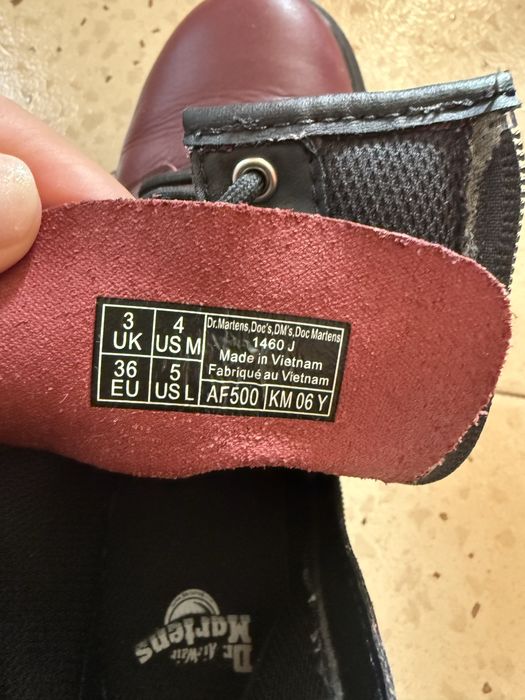 3
UK
4
US M
36
EU
5
US L
Dr.Martens,Doc's,DM's,Doc Martens
1460 J
Made in Vietnam
Fabriqué au Vietnam
AF500
KM 06 Y
Dr. Martens
AirWair